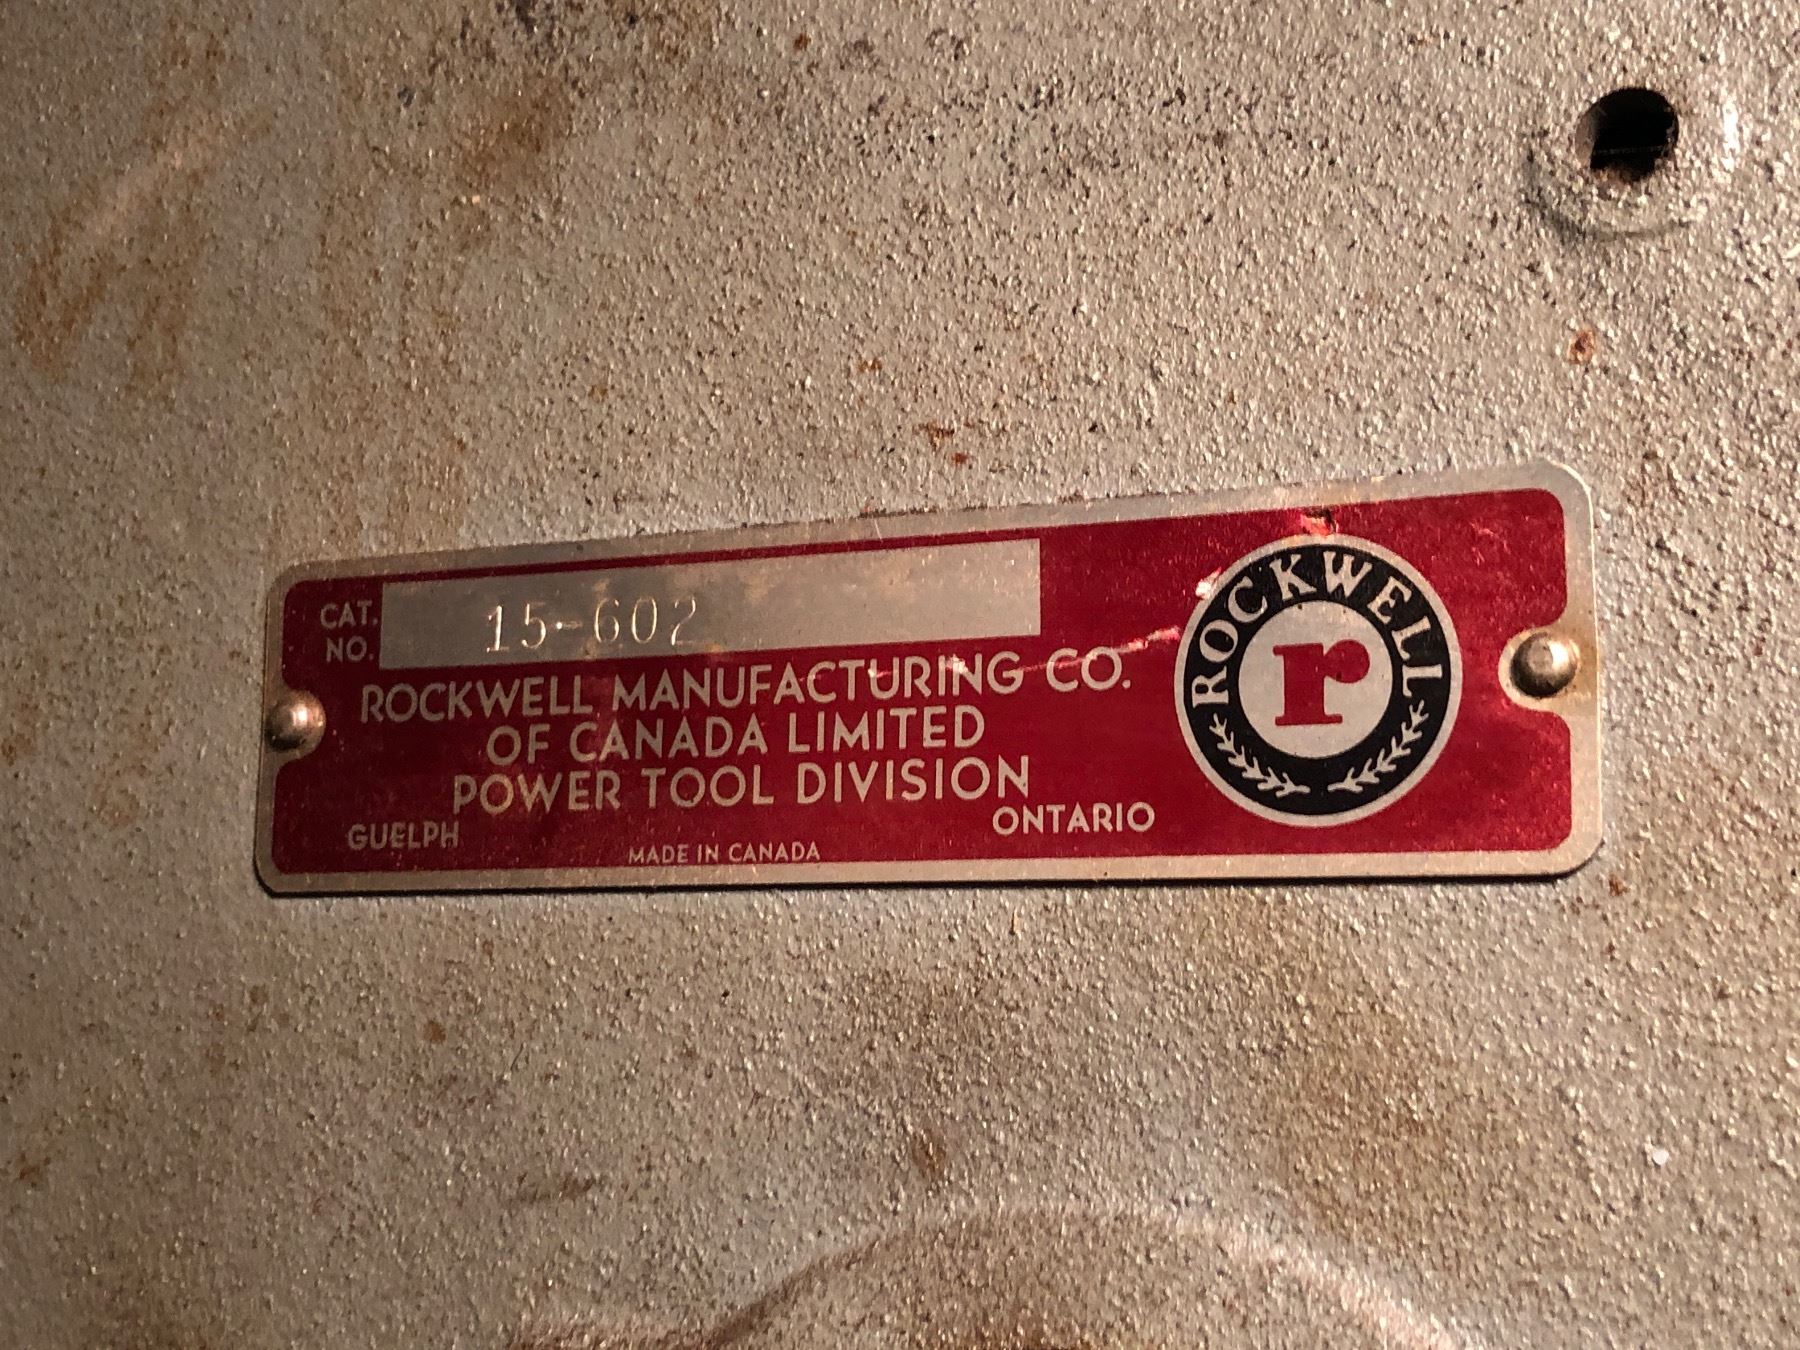 CAT. NO. 15-602
ROCKWELL MANUFACTURING CO.
OF CANADA LIMITED
POWER TOOL DIVISION
GUELPH ONTARIO
MADE IN CANADA
ROCKWELL
r